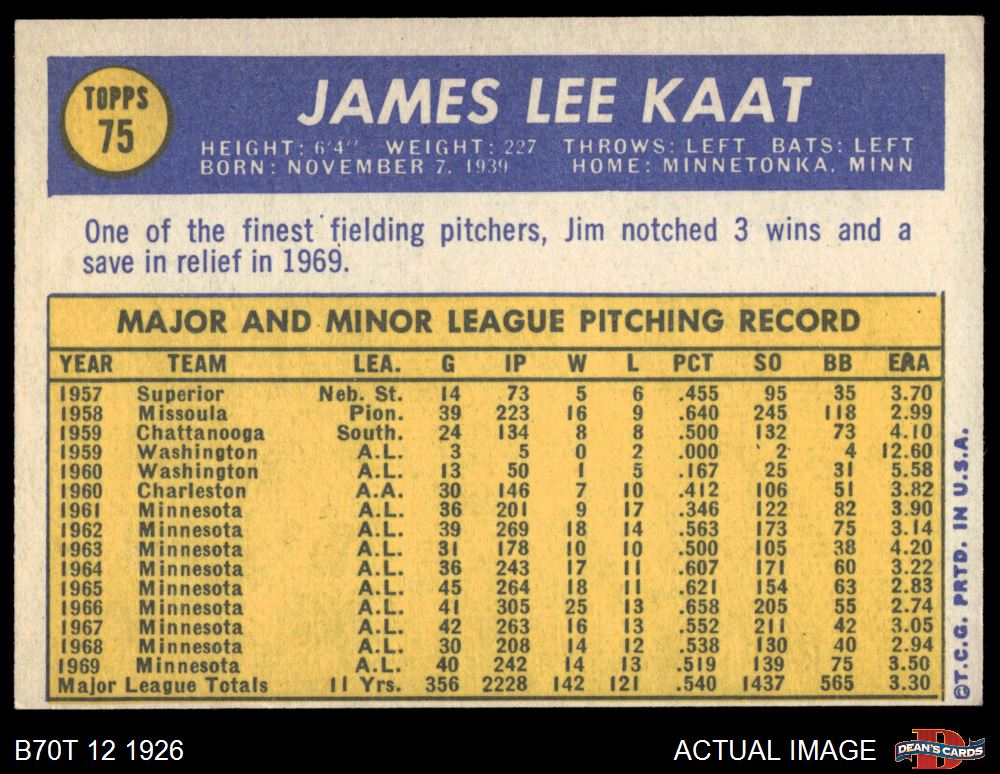 TOPPS
75
JAMES LEE KAAT
HEIGHT: 6'4" WEIGHT: 227 THROWS: LEFT BATS: LEFT
BORN: NOVEMBER 7, 1939 HOME: MINNETONKA, MINN
One of the finest fielding pitchers, Jim notched 3 wins and a
save in relief in 1969.
MAJOR AND MINOR LEAGUE PITCHING RECORD
YEAR TEAM LEA. G IP W L PCT SO BB ERA
1957 Superior Neb. St. 14 73 5 6 .455 95 35 3.70
1958 Missoula Pion. 39 223 16 9 .640 245 118 2.99
1959 Chattanooga South. 24 134 8 8 .500 132 73 4.10
1959 Washington A.L. 3 5 0 2 .000 2 4 12.60
1960 Washington A.L. 13 50 1 5 .167 25 31 5.58
1960 Charleston A.A. 30 146 7 10 .412 106 51 3.82
1961 Minnesota A.L. 36 201 9 17 .346 122 82 3.90
1962 Minnesota A.L. 39 269 18 14 .563 173 75 3.14
1963 Minnesota A.L. 31 178 10 10 .500 105 38 4.20
1964 Minnesota A.L. 36 243 17 11 .607 171 60 3.22
1965 Minnesota A.L. 45 264 18 11 .621 154 63 2.83
1966 Minnesota A.L. 41 305 25 13 .658 205 55 2.74
1967 Minnesota A.L. 42 263 16 13 .552 211 42 3.05
1968 Minnesota A.L. 30 208 14 12 .538 130 40 2.94
1969 Minnesota A.L. 40 242 14 13 .519 139 75 3.50
Major League Totals 11 Yrs. 356 2228 142 121 .540 1437 565 3.30
©T.C.G. PRTD. IN U.S.A.
B70T 12 1926 ACTUAL IMAGE
DEAN'S CARDS